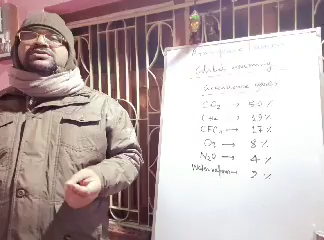 Global warming
Greenhouse gases
CO2 → 50 %
CH4 → 19 %
CFCs → 17 %
O3 → 8 %
N2O → 4 %
Water vapour → 2 %